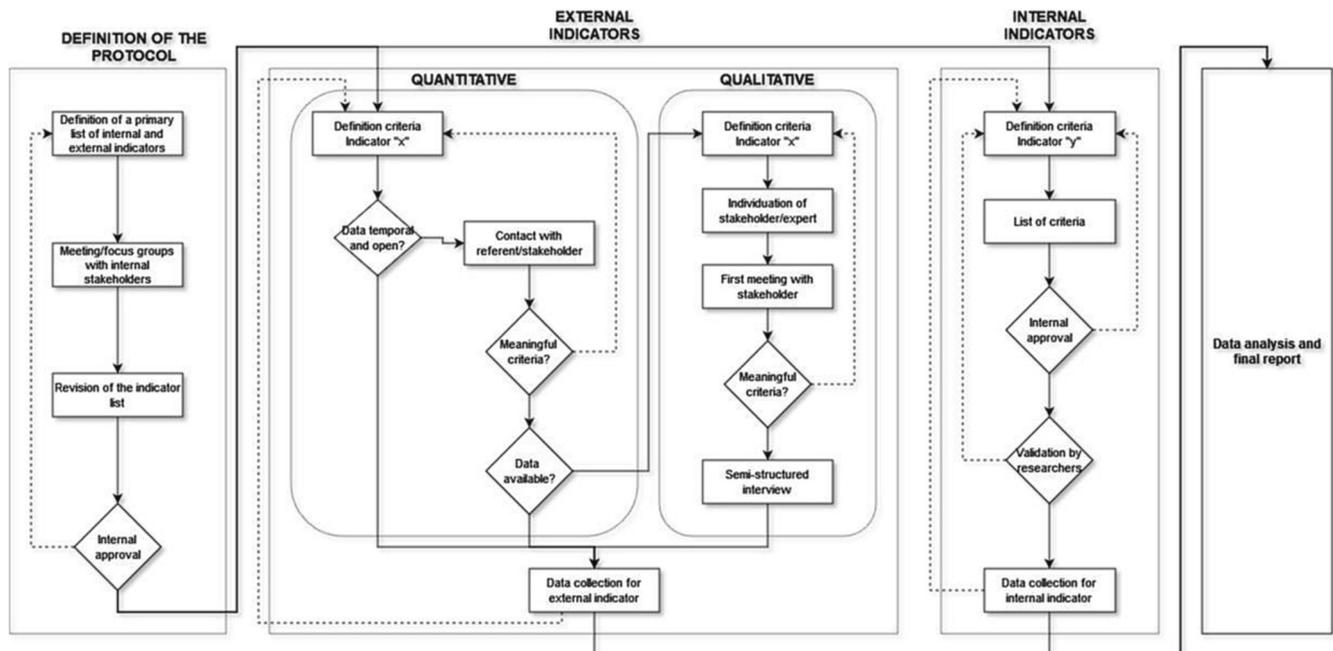 DEFINITION OF THE
PROTOCOL
Definition of a primary
list of internal and
external indicators
Meeting/focus groups
with internal
stakeholders
Revision of the indicator
list
Internal
approval
EXTERNAL
INDICATORS
QUANTITATIVE
Definition criteria
Indicator "x"
Data temporal
and open?
Contact with
referent/stakeholder
Meaningful
criteria?
Data
available?
QUALITATIVE
Definition criteria
Indicator "x"
Individuation of
stakeholder/expert
First meeting with
stakeholder
Meaningful
criteria?
Semi-structured
interview
Data collection for
external indicator
INTERNAL
INDICATORS
Definition criteria
Indicator "y"
List of criteria
Internal
approval
Validation by
researchers
Data collection for
internal indicator
Data analysis and
final report